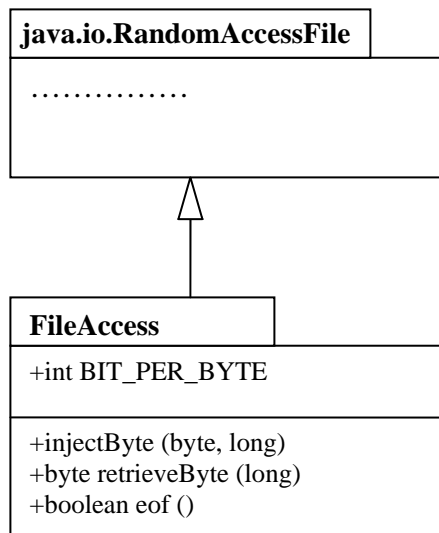 java.io.RandomAccessFile
……………
FileAccess
+int BIT_PER_BYTE
+injectByte (byte, long)
+byte retrieveByte (long)
+boolean eof ()